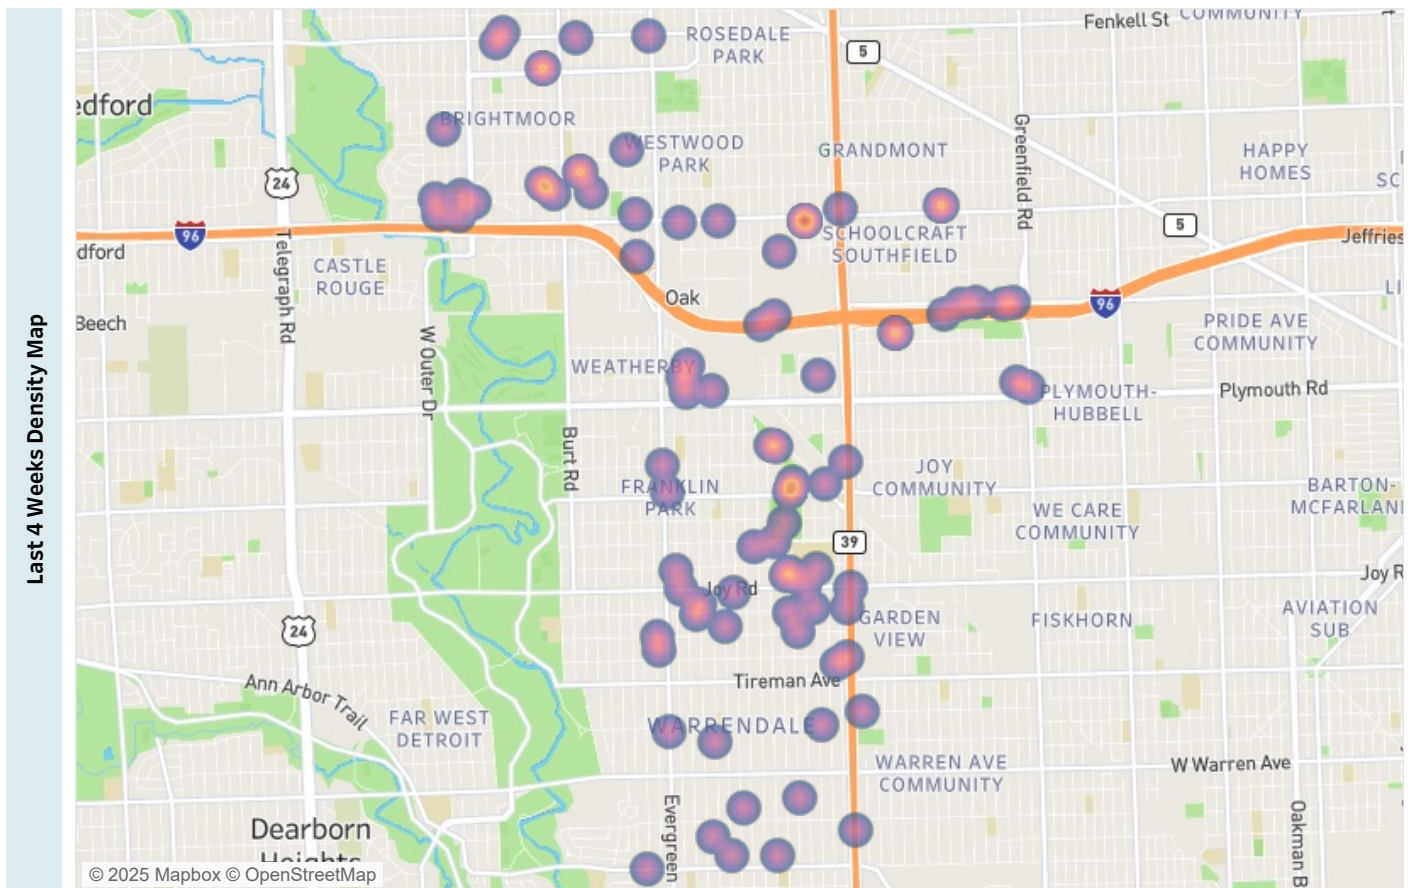 Last 4 Weeks Density Map
Fenkell St
COMMUNITY
ROSEDALE
PARK
5
edford
BRIGHTMOOR
WESTWOOD
PARK
GRANDMONT
Greenfield Rd
HAPPY
HOMES
SC
24
96
5
dford
Telegraph Rd
CASTLE
ROUGE
SCHOOLCRAFT
SOUTHFIELD
Jeffries
Oak
96
LI
Beech
W Outer Dr
PRIDE AVE
COMMUNITY
WEATHERBY
PLYMOUTH-
HUBBELL
Plymouth Rd
Burt Rd
FRANKLIN
PARK
JOY
COMMUNITY
WE CARE
COMMUNITY
BARTON-
MCFARLAN
39
Joy Rd
Joy R
24
GARDEN
VIEW
FISKHORN
AVIATION
SUB
Ann Arbor Trail
Tireman Ave
FAR WEST
DETROIT
WARRENDALE
WARREN AVE
COMMUNITY
W Warren Ave
Evergreen
Oakman B
Dearborn
Heights
© 2025 Mapbox © OpenStreetMap